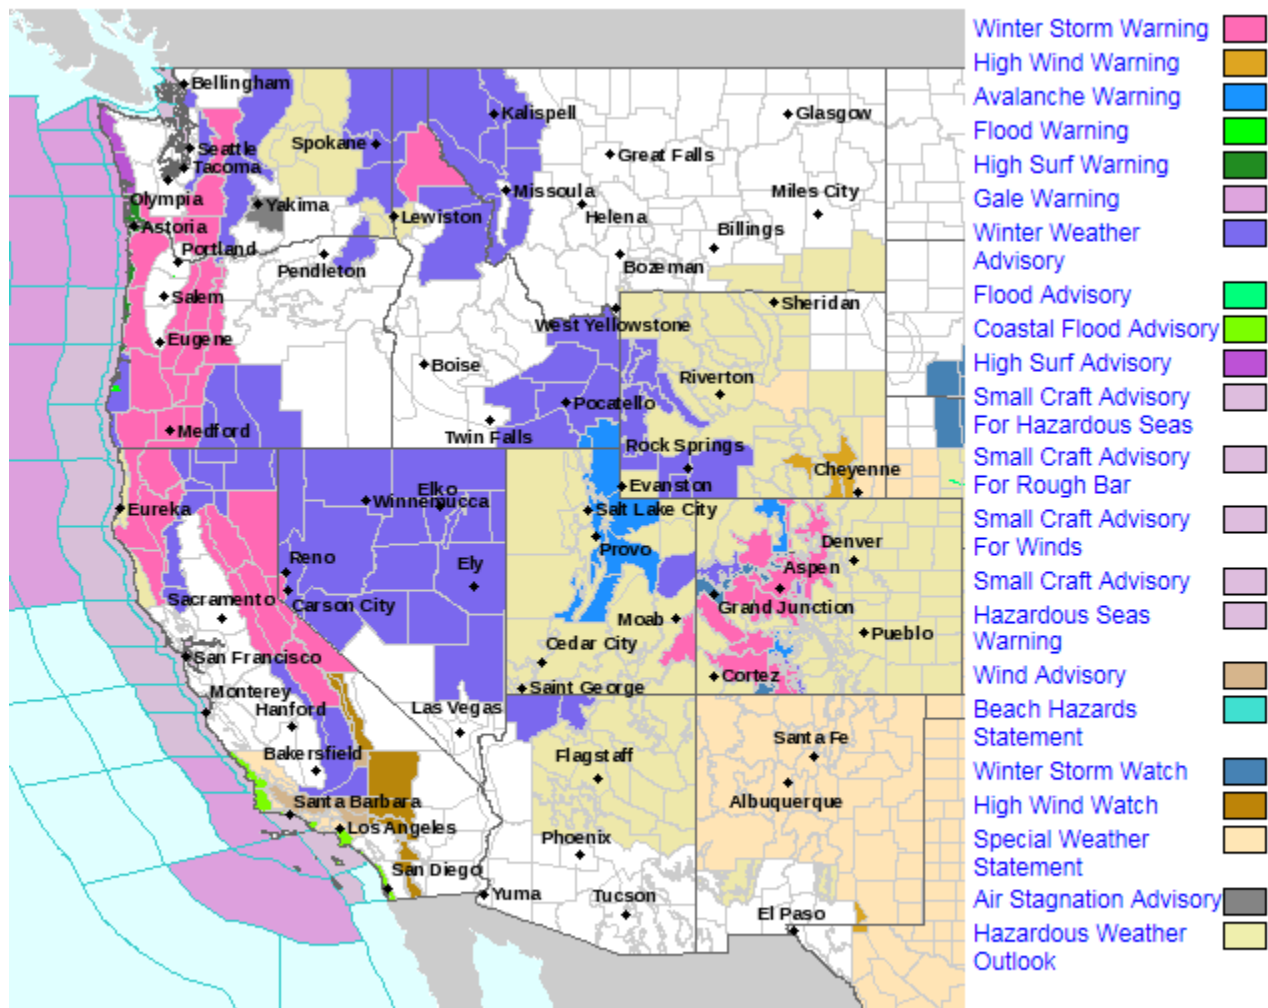 Bellingham
Seattle
Tacoma
Olympia
Yakima
Spokane
Kalispell
Missoula
Lewiston
Great Falls
Glasgow
Miles City
Helena
Billings
Bozeman
Astoria
Portland
Pendleton
Salem
Eugene
Medford
Boise
West Yellowstone
Sheridan
Riverton
Pocatello
Twin Falls
Rock Springs
Cheyenne
Evanston
Eureka
Elko
Winnemucca
Salt Lake City
Provo
Denver
Aspen
Reno
Ely
Carson City
Sacramento
Grand Junction
Moab
Pueblo
San Francisco
Cedar City
Cortez
Saint George
Monterey
Hanford
Las Vegas
Bakersfield
Flagstaff
Santa Fe
Albuquerque
Santa Barbara
Los Angeles
Phoenix
San Diego
Yuma
Tucson
El Paso
Winter Storm Warning
High Wind Warning
Avalanche Warning
Flood Warning
High Surf Warning
Gale Warning
Winter Weather
Advisory
Flood Advisory
Coastal Flood Advisory
High Surf Advisory
Small Craft Advisory
For Hazardous Seas
Small Craft Advisory
For Rough Bar
Small Craft Advisory
For Winds
Small Craft Advisory
Hazardous Seas
Warning
Wind Advisory
Beach Hazards
Statement
Winter Storm Watch
High Wind Watch
Special Weather
Statement
Air Stagnation Advisory
Hazardous Weather
Outlook